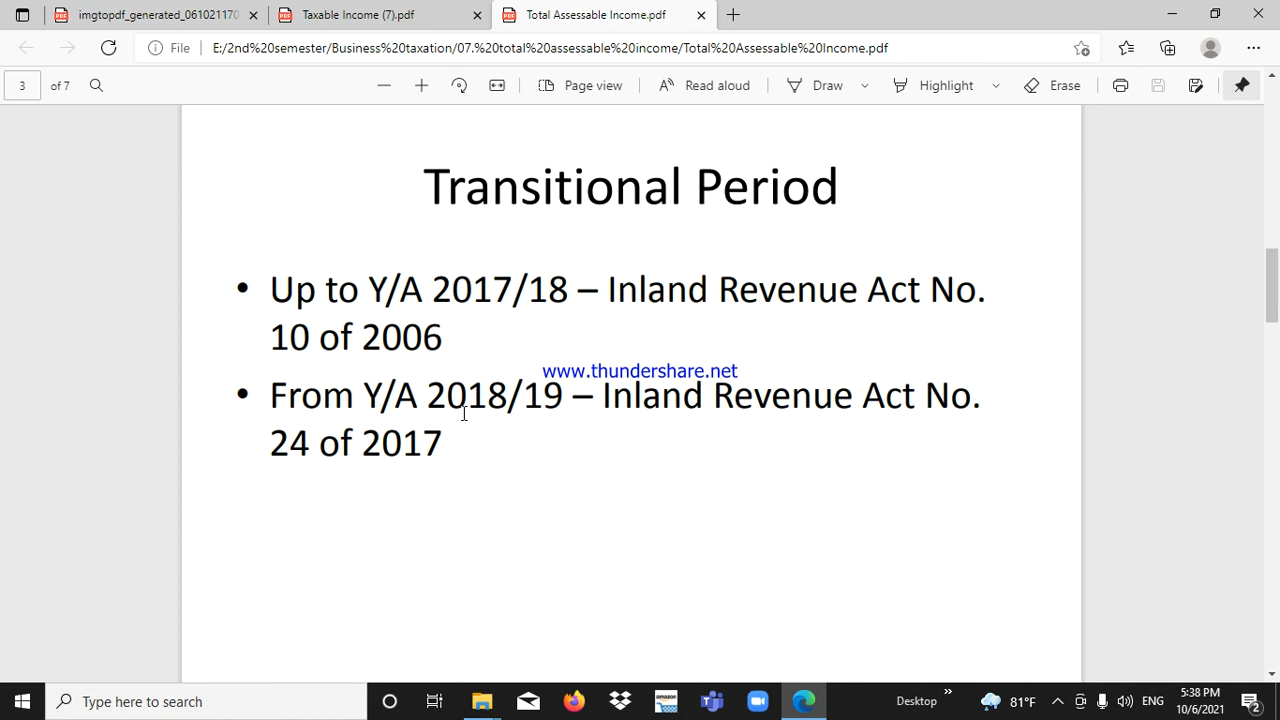 imgtopdf_generated_061021170
Taxable Income (7).pdf
Total Assessable Income.pdf
File
E:/2nd%20semester/Business%20taxation/07.%20total%20assessable%20income/Total%20Assessable%20Income.pdf
3 of 7
Page view
Read aloud
Draw
Highlight
Erase
Transitional Period
• Up to Y/A 2017/18 – Inland Revenue Act No.
10 of 2006
www.thundershare.net
• From Y/A 2018/19 – Inland Revenue Act No.
24 of 2017
Type here to search
amazon
Desktop
81°F
ENG
5:38 PM
10/6/2021
2